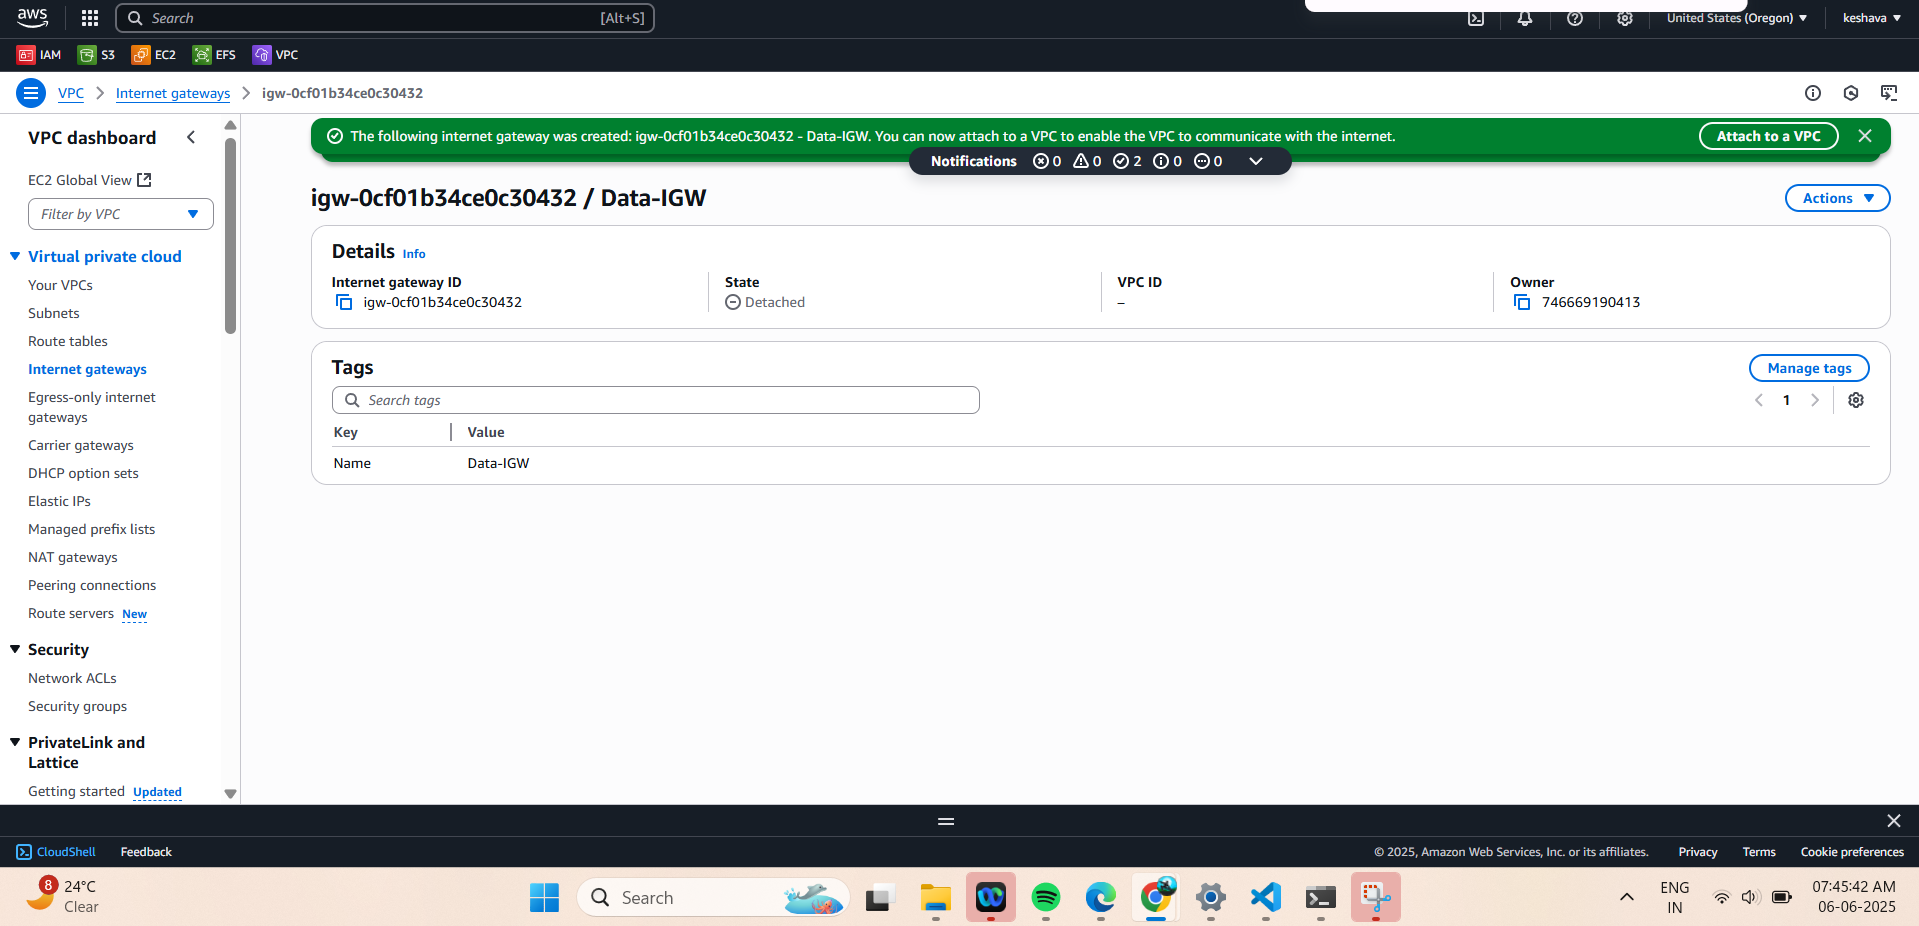 aws
Search [Alt+S]
United States (Oregon)
keshava
IAM S3 EC2 EFS VPC
VPC Internet gateways igw-0cf01b34ce0c30432
VPC dashboard
EC2 Global View
Filter by VPC
Virtual private cloud
Your VPCs
Subnets
Route tables
Internet gateways
Egress-only internet
gateways
Carrier gateways
DHCP option sets
Elastic IPs
Managed prefix lists
NAT gateways
Peering connections
Route servers New
Security
Network ACLs
Security groups
PrivateLink and
Lattice
Getting started Updated
The following internet gateway was created: igw-0cf01b34ce0c30432 - Data-IGW. You can now attach to a VPC to enable the VPC to communicate with the internet.
Attach to a VPC
Notifications 0 0 2 0 0
igw-0cf01b34ce0c30432 / Data-IGW
Actions
Details Info
Internet gateway ID
igw-0cf01b34ce0c30432
State
Detached
VPC ID
–
Owner
746669190413
Tags
Manage tags
Search tags
1
Key Value
Name Data-IGW
CloudShell Feedback
© 2025, Amazon Web Services, Inc. or its affiliates. Privacy Terms Cookie preferences
8
24°C
Clear
Search
ENG
IN
07:45:42 AM
06-06-2025